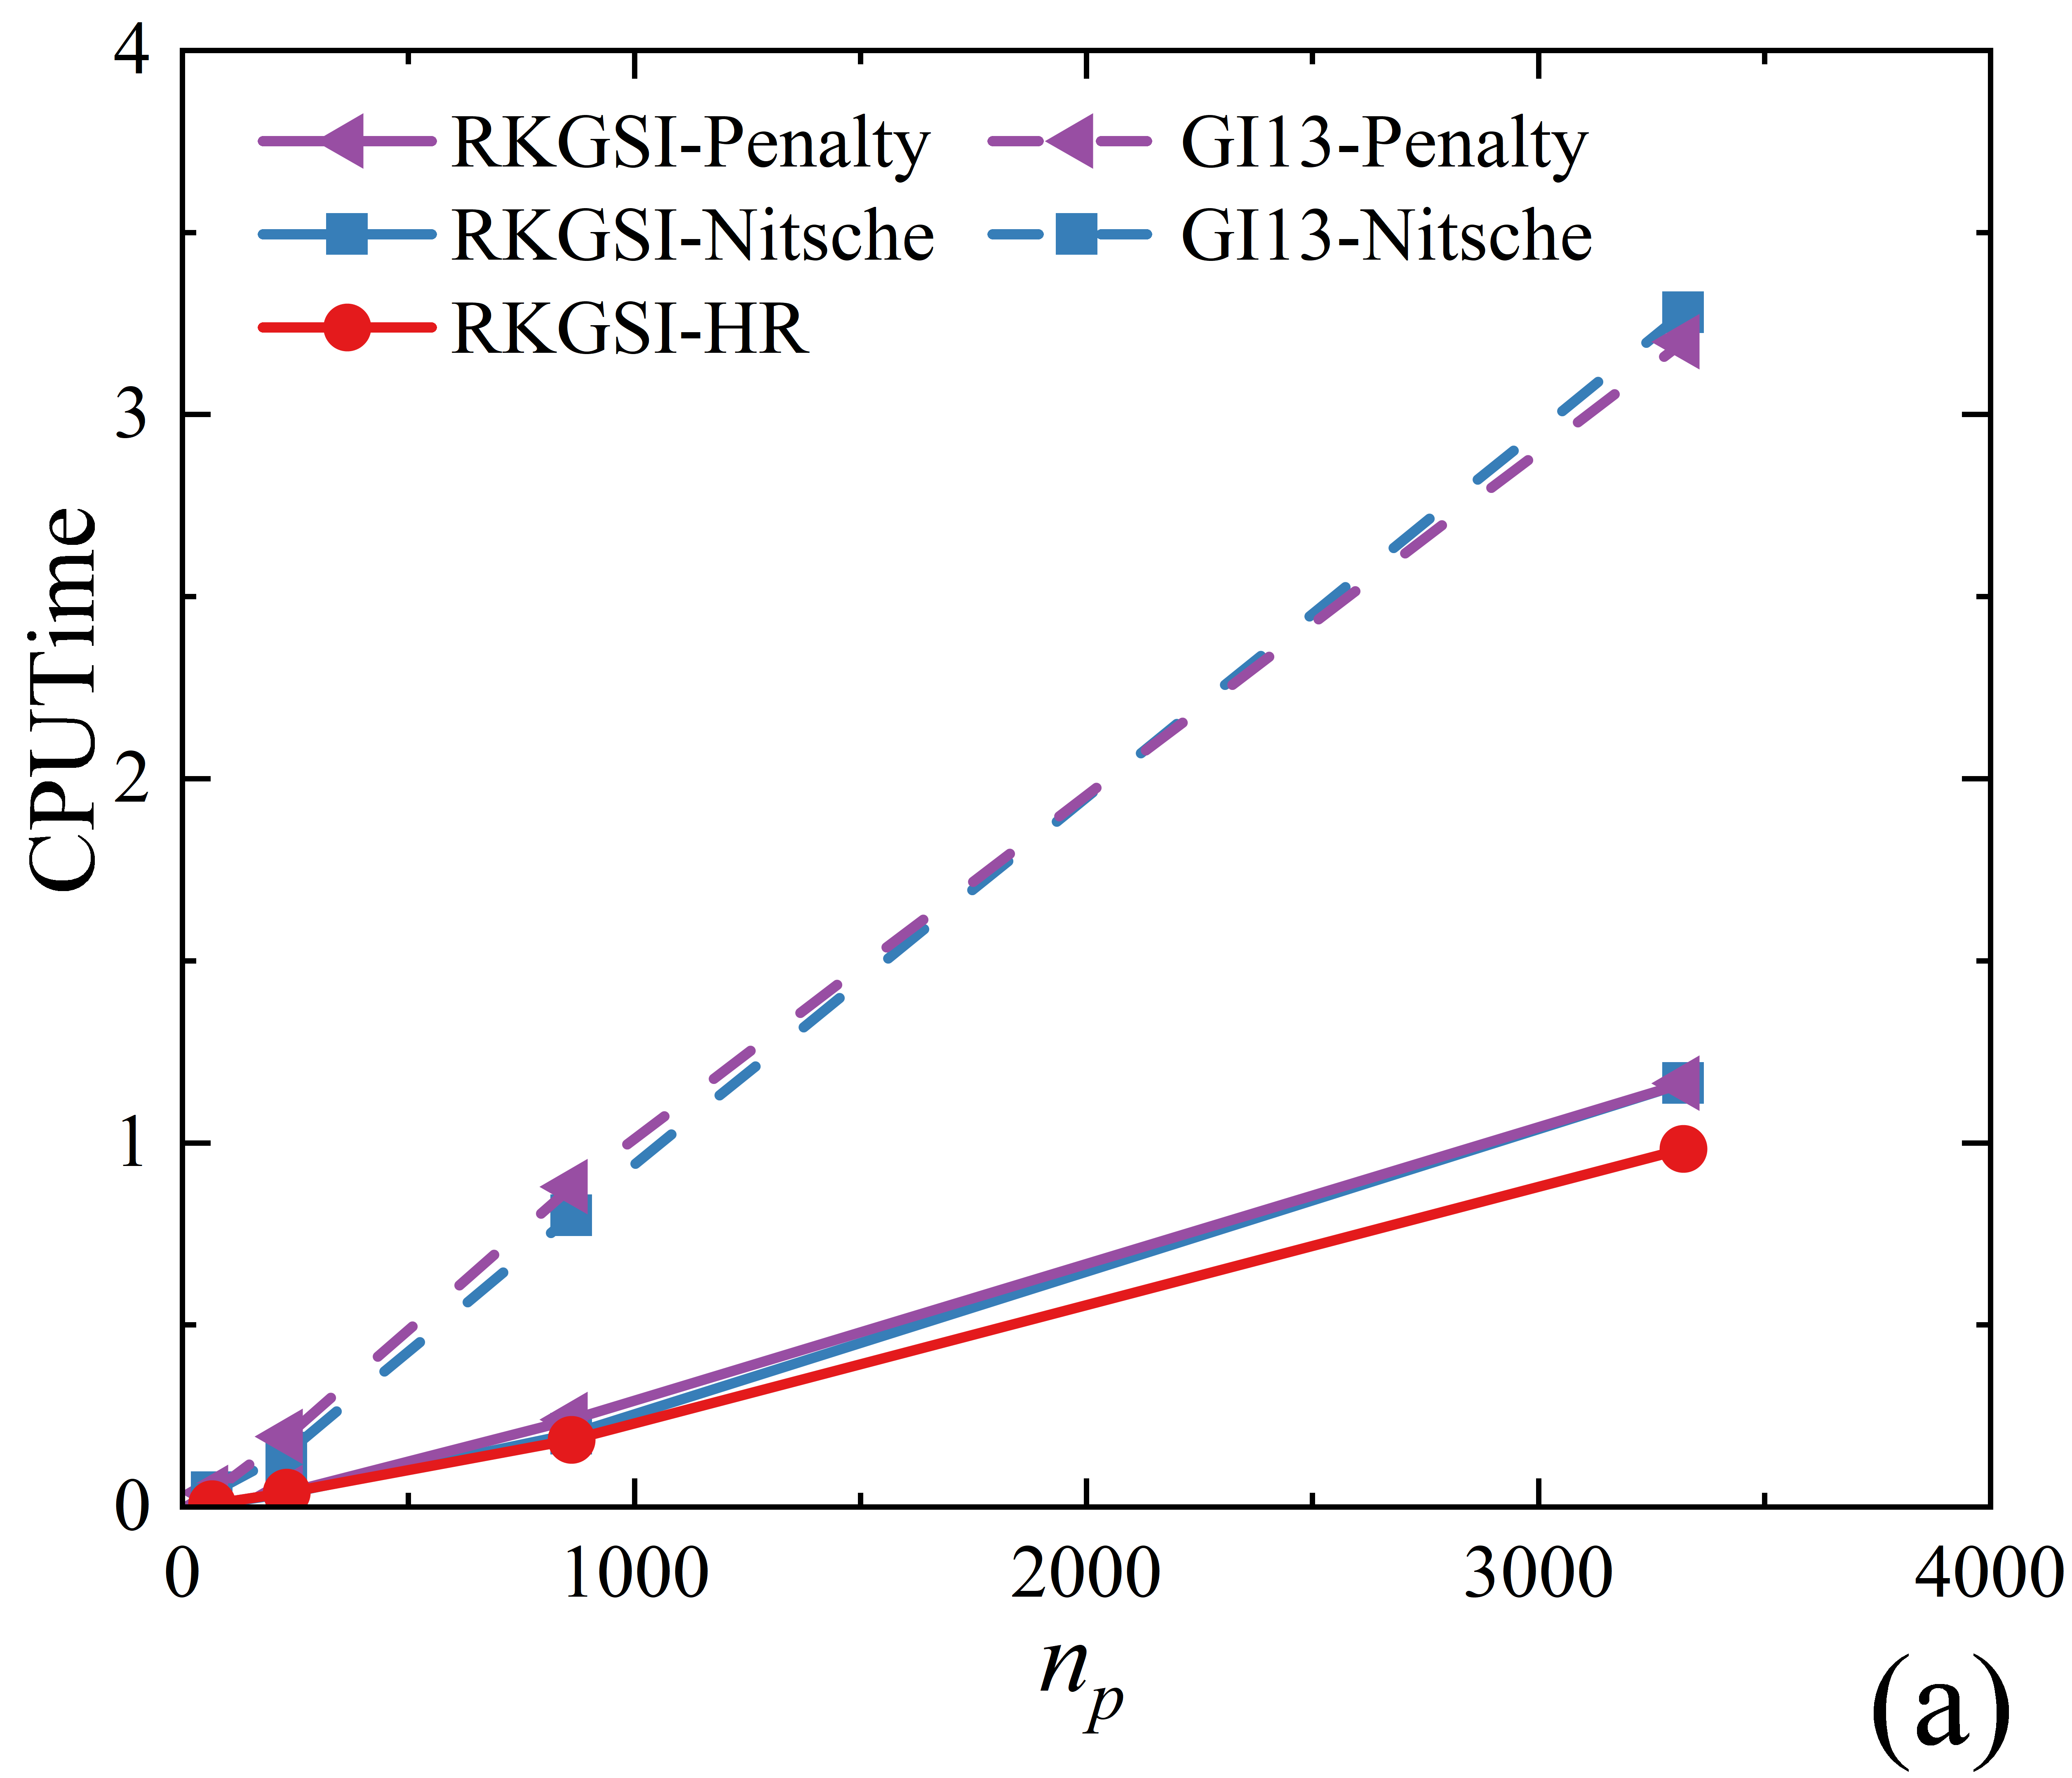 4
RKGSI-Penalty GI13-Penalty
RKGSI-Nitsche GI13-Nitsche
RKGSI-HR
3
CPUTime
2
1
0
0 1000 2000 3000 4000
n_p
(a)